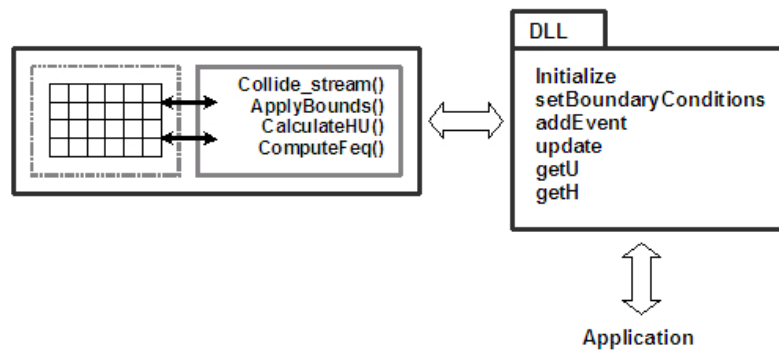 Collide_stream()
ApplyBounds()
CalculateHU()
ComputeFeq()
DLL
Initialize
setBoundaryConditions
addEvent
update
getU
getH
Application